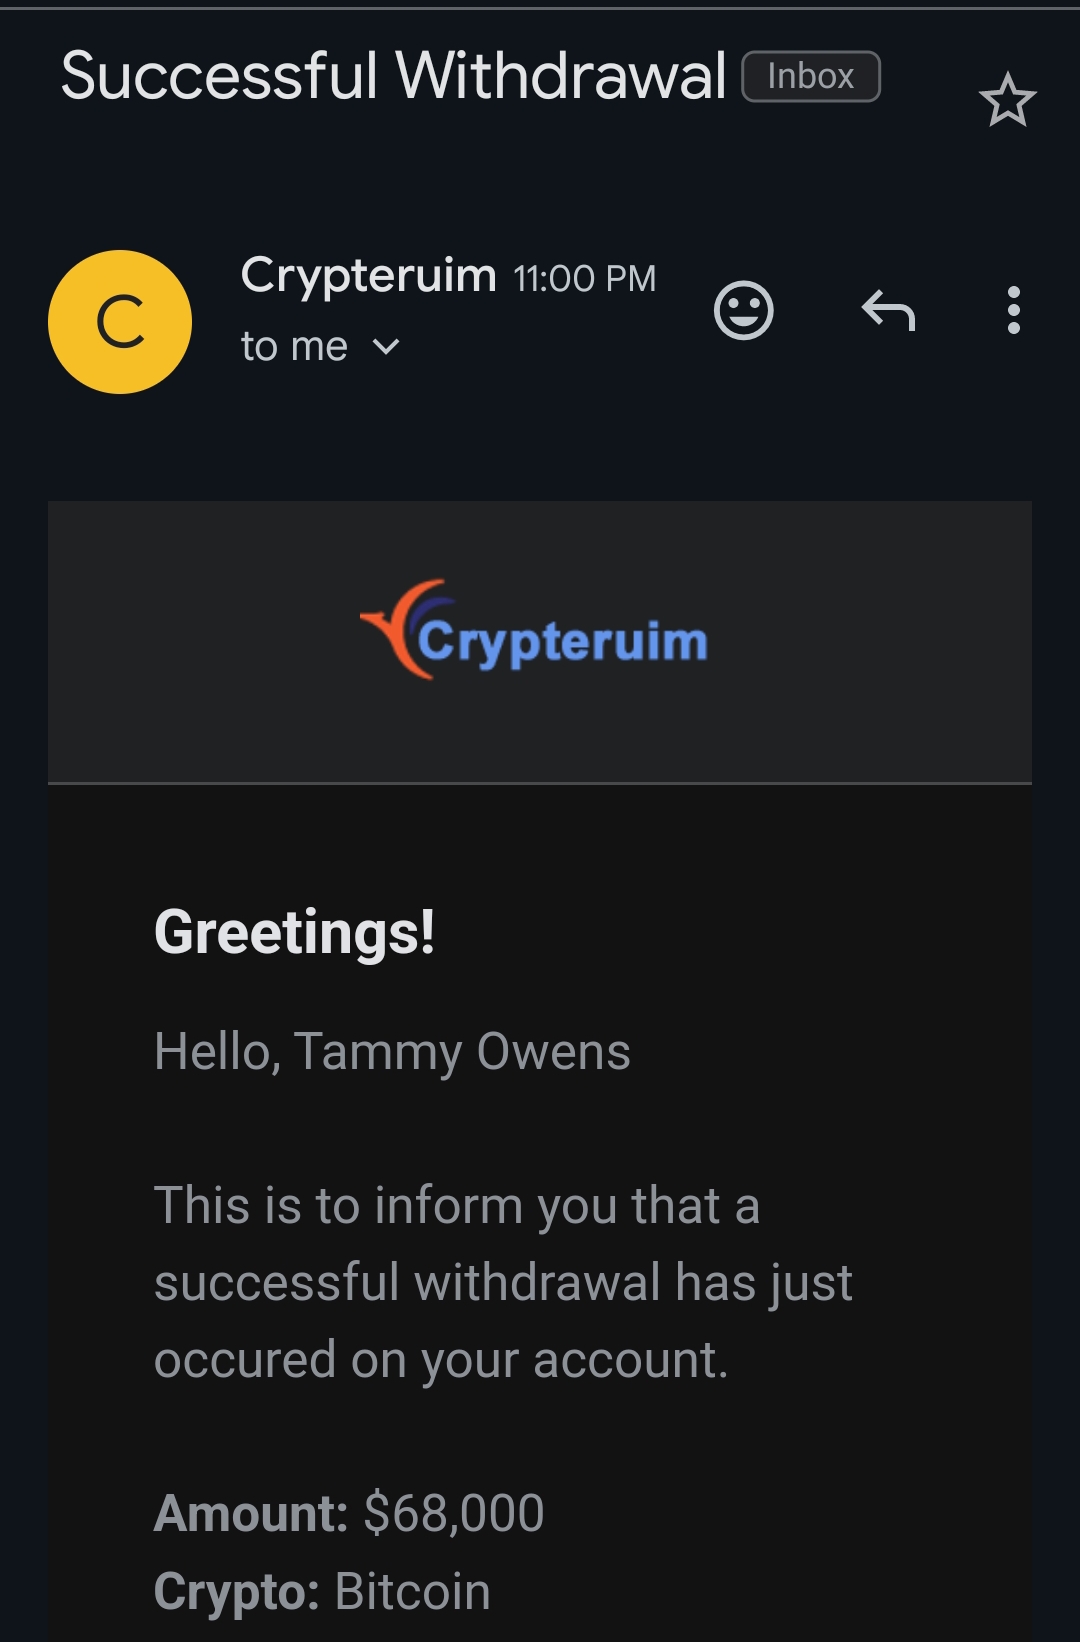 Successful Withdrawal Inbox
C
Crypteruim 11:00 PM
to me
Crypteruim
Greetings!
Hello, Tammy Owens
This is to inform you that a
successful withdrawal has just
occured on your account.
Amount: $68,000
Crypto: Bitcoin